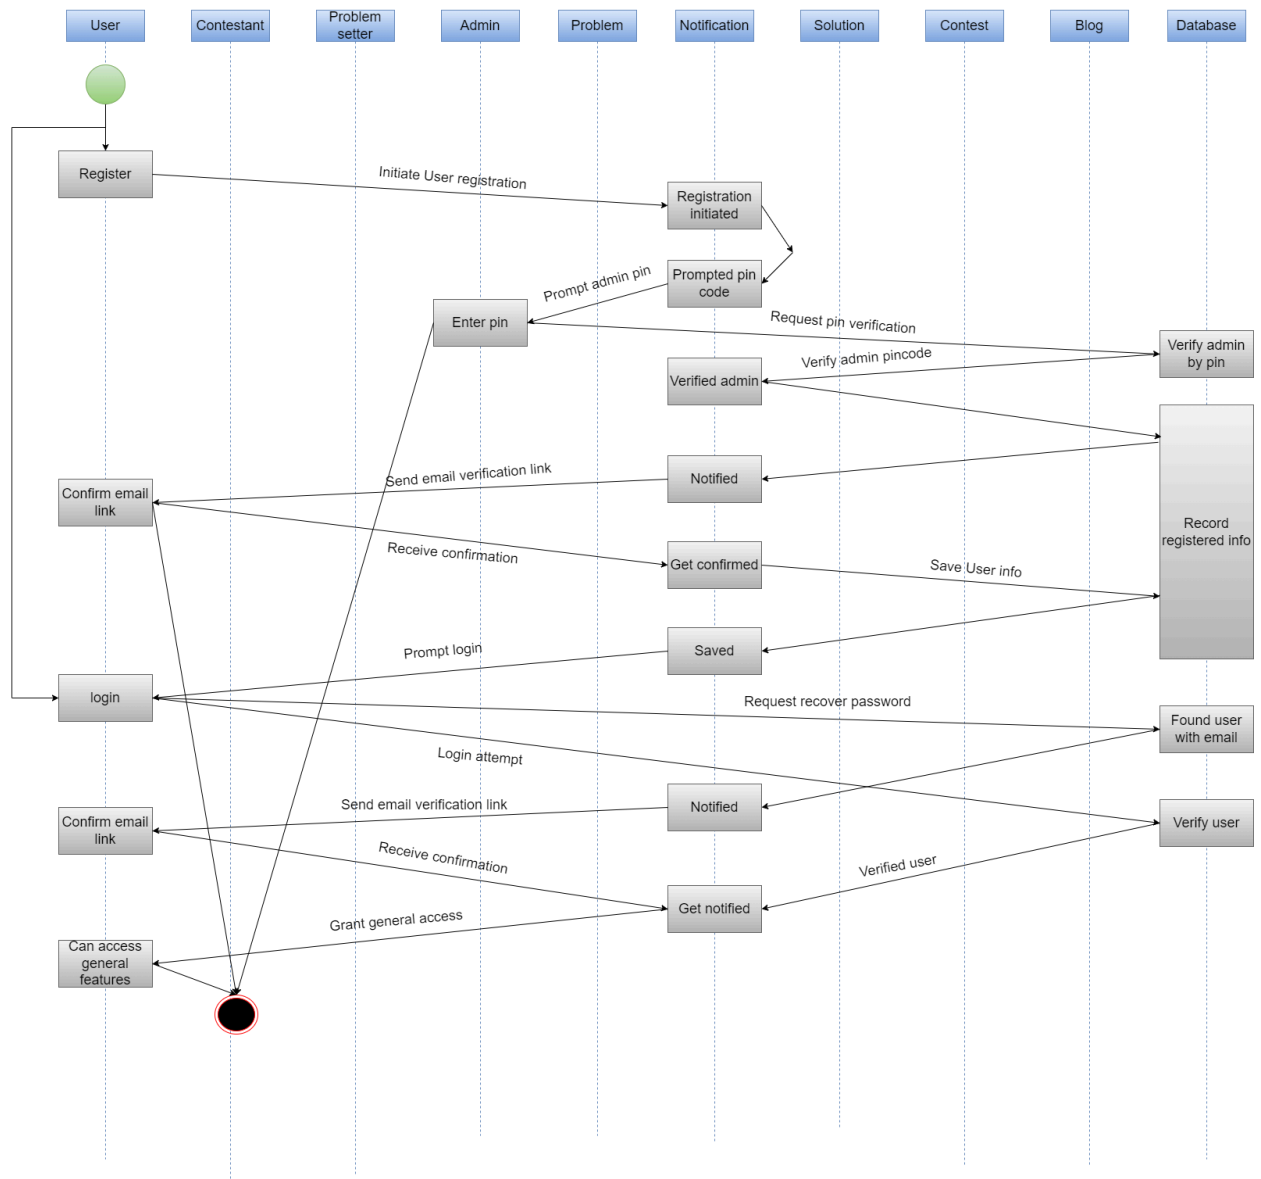 User
Contestant
Problem
setter
Admin
Problem
Notification
Solution
Contest
Blog
Database
Register
Initiate User registration
Registration
initiated
Prompt admin pin
Prompted pin
code
Enter pin
Request pin verification
Verify admin
by pin
Verify admin pincode
Verified admin
Send email verification link
Notified
Confirm email
link
Record
registered info
Receive confirmation
Get confirmed
Save User info
Prompt login
Saved
login
Request recover password
Found user
with email
Login attempt
Send email verification link
Notified
Confirm email
link
Verify user
Receive confirmation
Verified user
Get notified
Grant general access
Can access
general
features